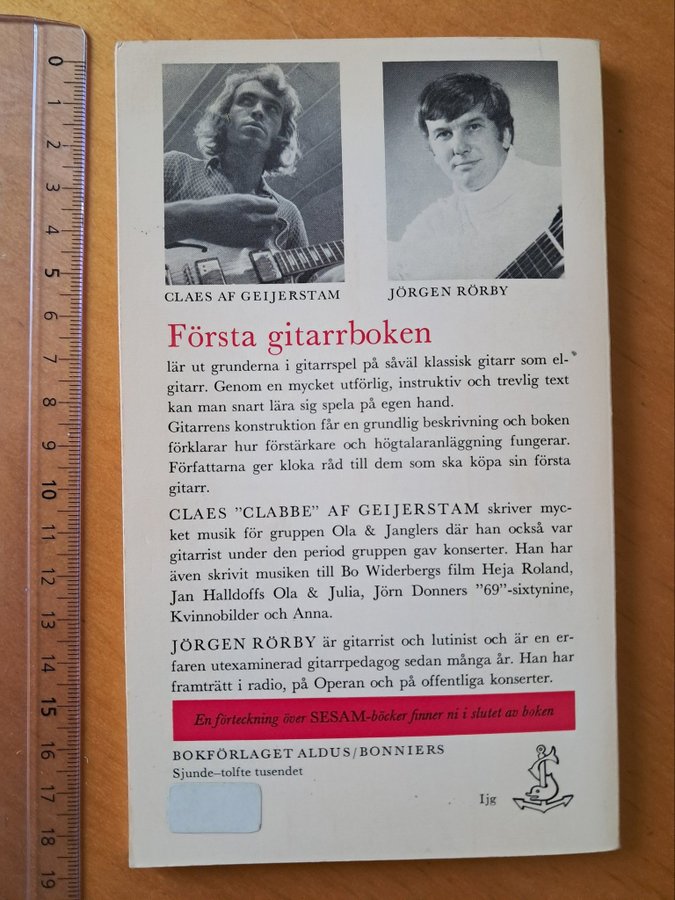 0
1
2
3
4
5
6
7
8
9
10
11
12
13
14
15
16
17
18
19
CLAES AF GEIJERSTAM
JÖRGEN RÖRBY
Första gitarrboken
lär ut grunderna i gitarrspel på såväl klassisk gitarr som el-
gitarr. Genom en mycket utförlig, instruktiv och trevlig text
kan man snart lära sig spela på egen hand.
Gitarrens konstruktion får en grundlig beskrivning och boken
förklarar hur förstärkare och högtalaranläggning fungerar.
Författarna ger kloka råd till dem som ska köpa sin första
gitarr.
CLAES ”CLABBE” AF GEIJERSTAM skriver myc-
ket musik för gruppen Ola & Janglers där han också var
gitarrist under den period gruppen gav konserter. Han har
även skrivit musiken till Bo Widerbergs film Heja Roland,
Jan Halldoffs Ola & Julia, Jörn Donners ”69”-sixtynine,
Kvinnobilder och Anna.
JÖRGEN RÖRBY är gitarrist och lutinist och är en er-
faren utexaminerad gitarrpedagog sedan många år. Han har
framträtt i radio, på Operan och på offentliga konserter.
En förteckning över SESAM-böcker finner ni i slutet av boken
BOKFÖRLAGET ALDUS/BONNIERS
Sjunde–tolfte tusendet
Ijg